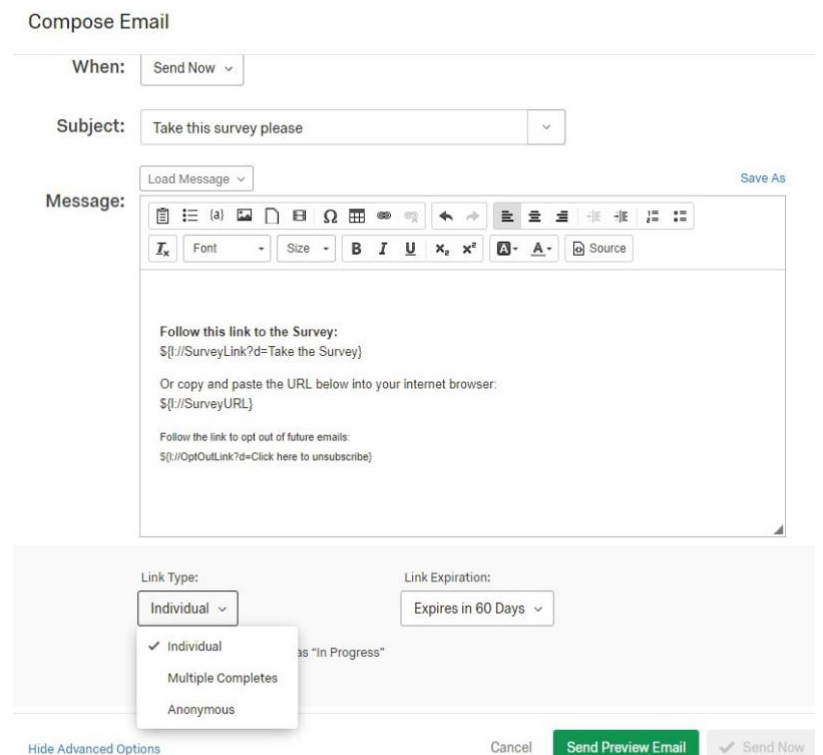 Compose Email
When: Send Now
Subject: Take this survey please
Load Message Save As
Message:
Font Size B I U Source
Follow this link to the Survey:
${l://SurveyLink?d=Take the Survey}
Or copy and paste the URL below into your internet browser:
${l://SurveyURL}
Follow the link to opt out of future emails:
${l://OptOutLink?d=Click here to unsubscribe}
Link Type: Link Expiration:
Individual Expires in 60 Days
Individual
as "In Progress"
Multiple Completes
Anonymous
Hide Advanced Options Cancel Send Preview Email Send Now